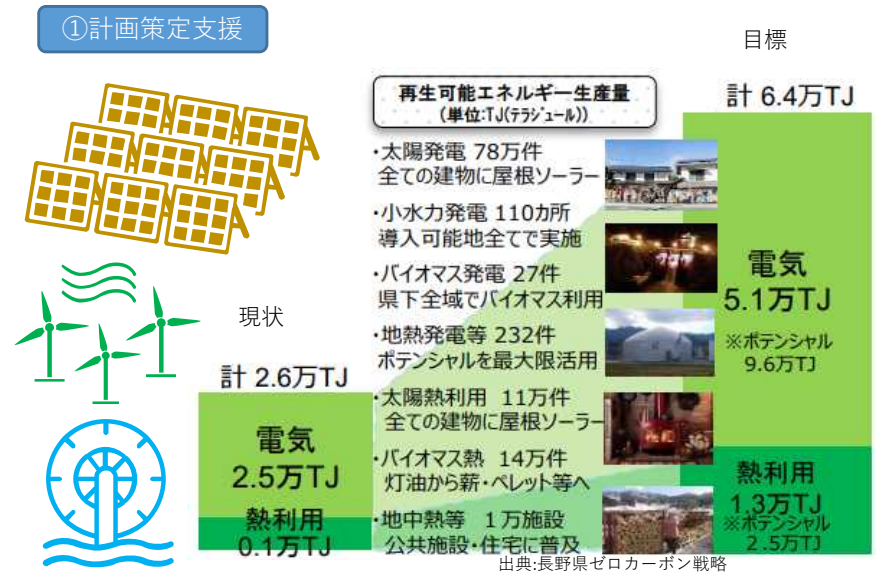 ①計画策定支援
目標
再生可能エネルギー生産量
(単位:TJ(テラジュール))
計 6.4万TJ
・太陽発電 78万件
全ての建物に屋根ソーラー
・小水力発電 110カ所
導入可能地全てで実施
・バイオマス発電 27件
県下全域でバイオマス利用
・地熱発電等 232件
ポテンシャルを最大限活用
・太陽熱利用 11万件
全ての建物に屋根ソーラー
・バイオマス熱 14万件
灯油から薪・ペレット等へ
・地中熱等 1万施設
公共施設・住宅に普及
電気
5.1万TJ
※ポテンシャル
9.6万TJ
熱利用
1.3万TJ
※ポテンシャル
2.5万TJ
現状
計 2.6万TJ
電気
2.5万TJ
熱利用
0.1万TJ
出典:長野県ゼロカーボン戦略